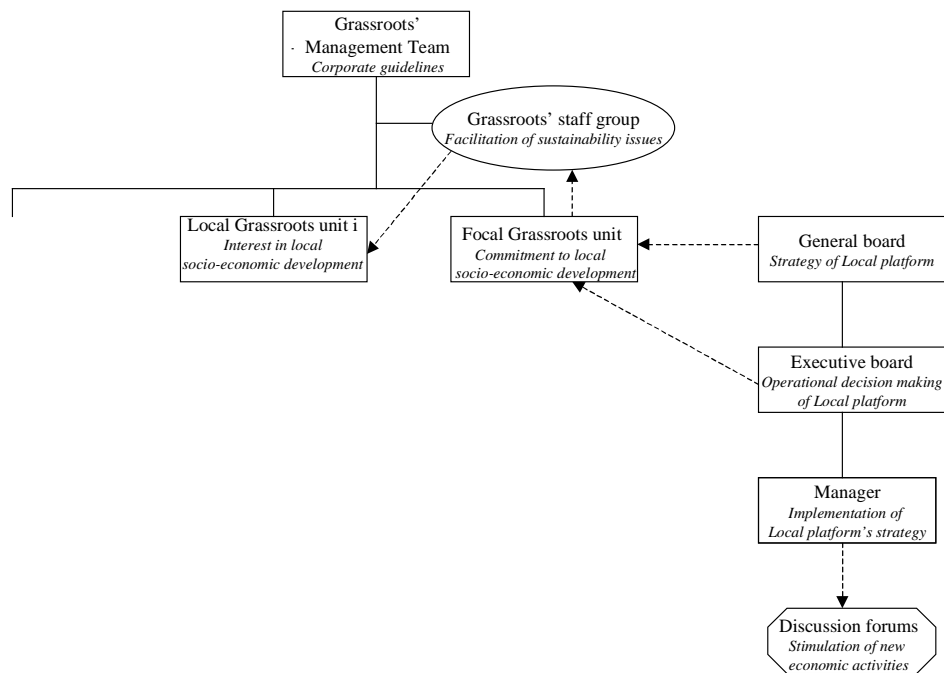 Grassroots'
Management Team
Corporate guidelines
Grassroots' staff group
Facilitation of sustainability issues
Local Grassroots unit i
Interest in local
socio-economic development
Focal Grassroots unit
Commitment to local
socio-economic development
General board
Strategy of Local platform
Executive board
Operational decision making
of Local platform
Manager
Implementation of
Local platform's strategy
Discussion forums
Stimulation of new
economic activities